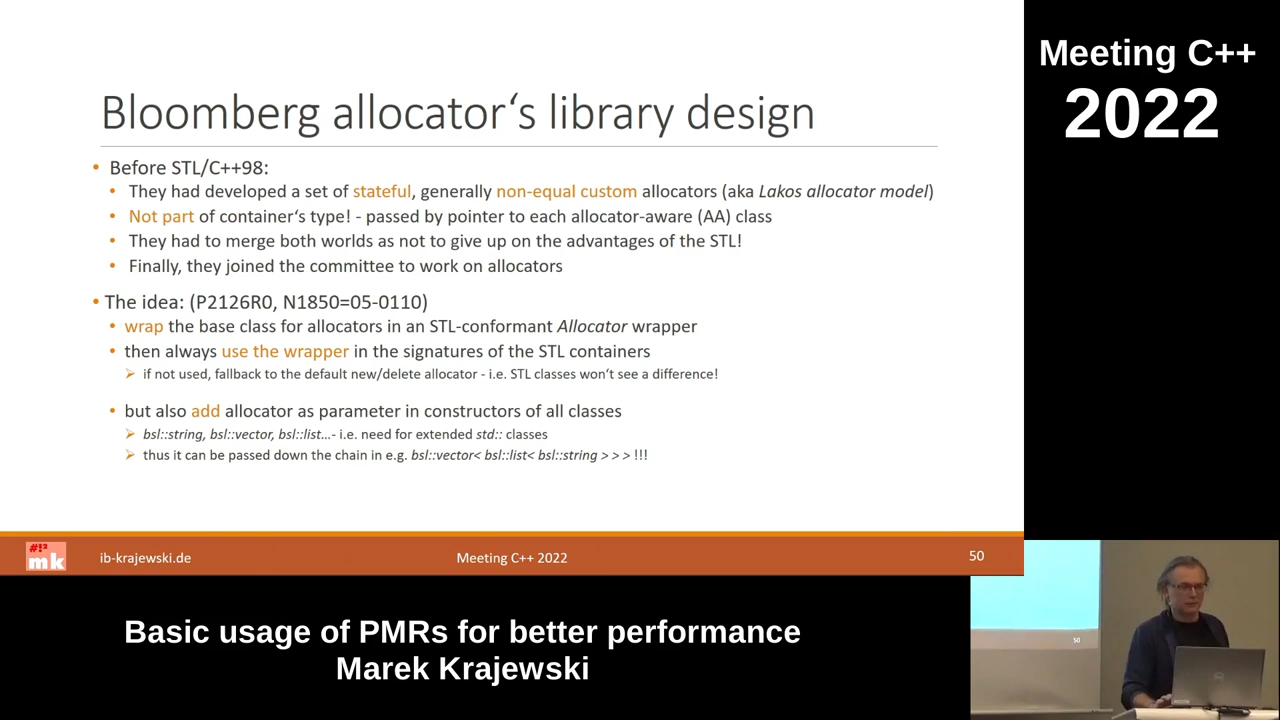 Meeting C++
2022
Bloomberg allocator‘s library design
• Before STL/C++98:
• They had developed a set of stateful, generally non-equal custom allocators (aka Lakos allocator model)
• Not part of container‘s type! - passed by pointer to each allocator-aware (AA) class
• They had to merge both worlds as not to give up on the advantages of the STL!
• Finally, they joined the committee to work on allocators
• The idea: (P2126R0, N1850=05-0110)
• wrap the base class for allocators in an STL-conformant Allocator wrapper
• then always use the wrapper in the signatures of the STL containers
➢ if not used, fallback to the default new/delete allocator - i.e. STL classes won‘t see a difference!
• but also add allocator as parameter in constructors of all classes
➢ bsl::string, bsl::vector, bsl::list…- i.e. need for extended std:: classes
➢ thus it can be passed down the chain in e.g. bsl::vector< bsl::list< bsl::string > > > !!!
#!²
mk
ib-krajewski.de
Meeting C++ 2022
50
50
Basic usage of PMRs for better performance
Marek Krajewski